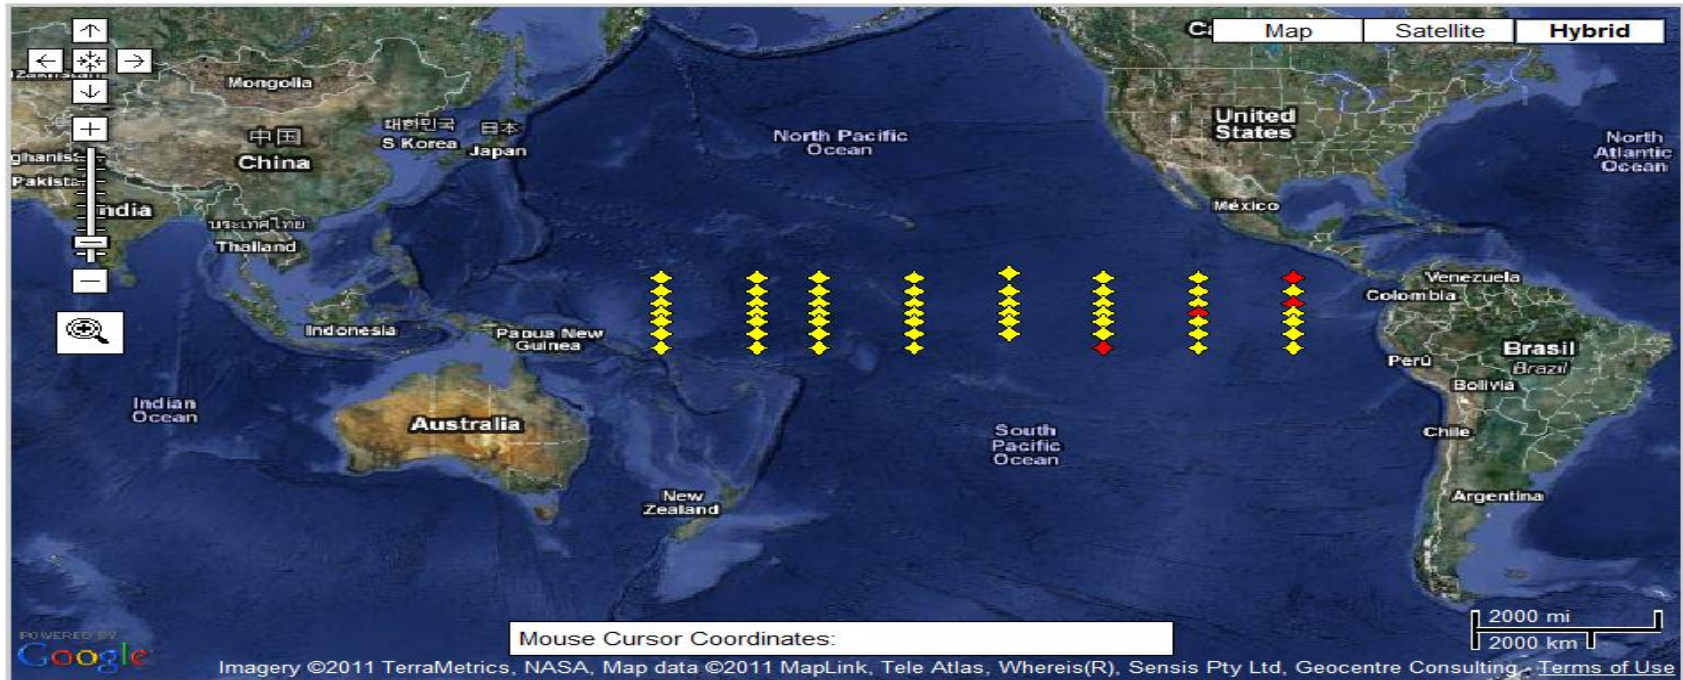 Ca
Map
Satellite
Hybrid
Mongolia
대한민국
S Korea
日本
Japan
中国
China
North Pacific
Ocean
United
States
North
Atlantic
Ocean
ghanis
Pakista
ndia
ประเทศไทย
Thailand
México
Venezuela
Colombia
Indonesia
Papua New
Guinea
Perú
Brasil
Brazil
Bolivia
Indian
Ocean
Australia
South
Pacific
Ocean
Chile
New
Zealand
Argentina
2000 mi
2000 km
POWERED BY
Google
Mouse Cursor Coordinates:
Imagery ©2011 TerraMetrics, NASA, Map data ©2011 MapLink, Tele Atlas, Whereis(R), Sensis Pty Ltd, Geocentre Consulting - Terms of Use